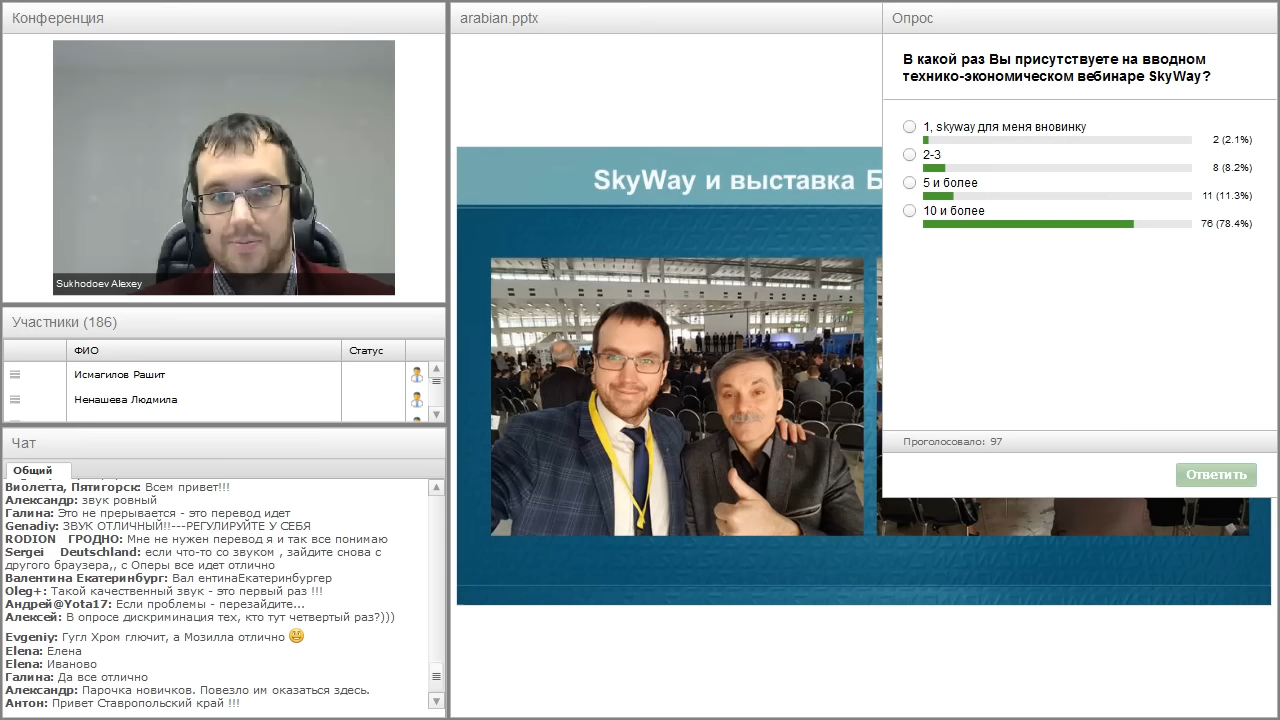 Конференция
Sukhodoev Alexey
Участники (186)
ФИО
Статус
Исмагилов Рашит
Ненашева Людмила
Чат
Общий
Виолетта, Пятигорск: Всем привет!!!
Александр: звук ровный
Галина: Это не прерывается - это перевод идет
Genadiy: ЗВУК ОТЛИЧНЫЙ!!---РЕГУЛИРУЙТЕ У СЕБЯ
RODION ГРОДНО: Мне не нужен перевод я и так все понимаю
Sergei Deutschland: если что-то со звуком , зайдите снова с
другого браузера,, с Оперы все идет отлично
Валентина Екатеринбург: Вал ентинаЕкатеринбургер
Oleg+: Такой качественный звук - это первый раз !!!
Андрей@Yota17: Если проблемы - перезайдите...
Алексей: В опросе дискриминация тех, кто тут четвертый раз?)))
Evgeniy: Гугл Хром глючит, а Мозилла отлично
Elena: Елена
Elena: Иваново
Галина: Да все отлично
Александр: Парочка новичков. Повезло им оказаться здесь.
Антон: Привет Ставропольский край !!!
arabian.pptx
SkyWay и выставка Б
Опрос
В какой раз Вы присутствуете на вводном
технико-экономическом вебинаре SkyWay?
1, skyway для меня вновинку
2 (2.1%)
2-3
8 (8.2%)
5 и более
11 (11.3%)
10 и более
76 (78.4%)
Проголосовало: 97
Ответить